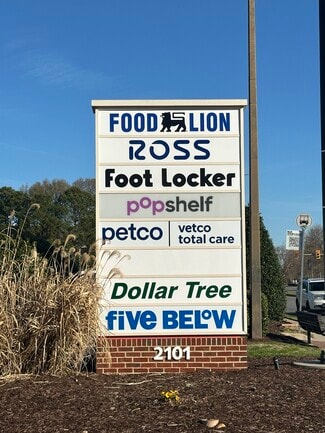 FOOD LION
ROSS
Foot Locker
popshelf
petco | vetco
total care
Dollar Tree
five BELoW
2101